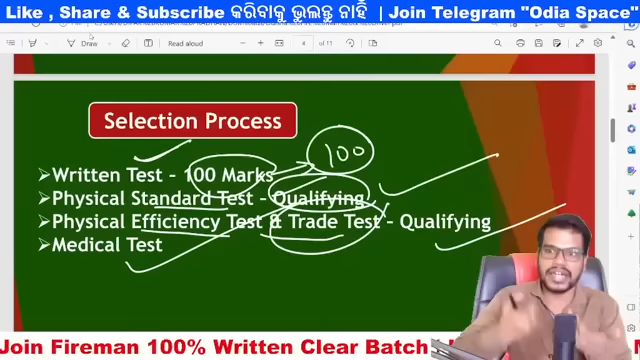 Like , Share & Subscribe କରିବାକୁ ଭୁଲନ୍ତୁ ନାହିଁ | Join Telegram "Odia Space"
Draw
Read aloud
4 of 11
Selection Process
100
➢Written Test - 100 Marks
➢Physical Standard Test - Qualifying
➢Physical Efficiency Test & Trade Test - Qualifying
➢Medical Test
Join Fireman 100% Written Clear Batch